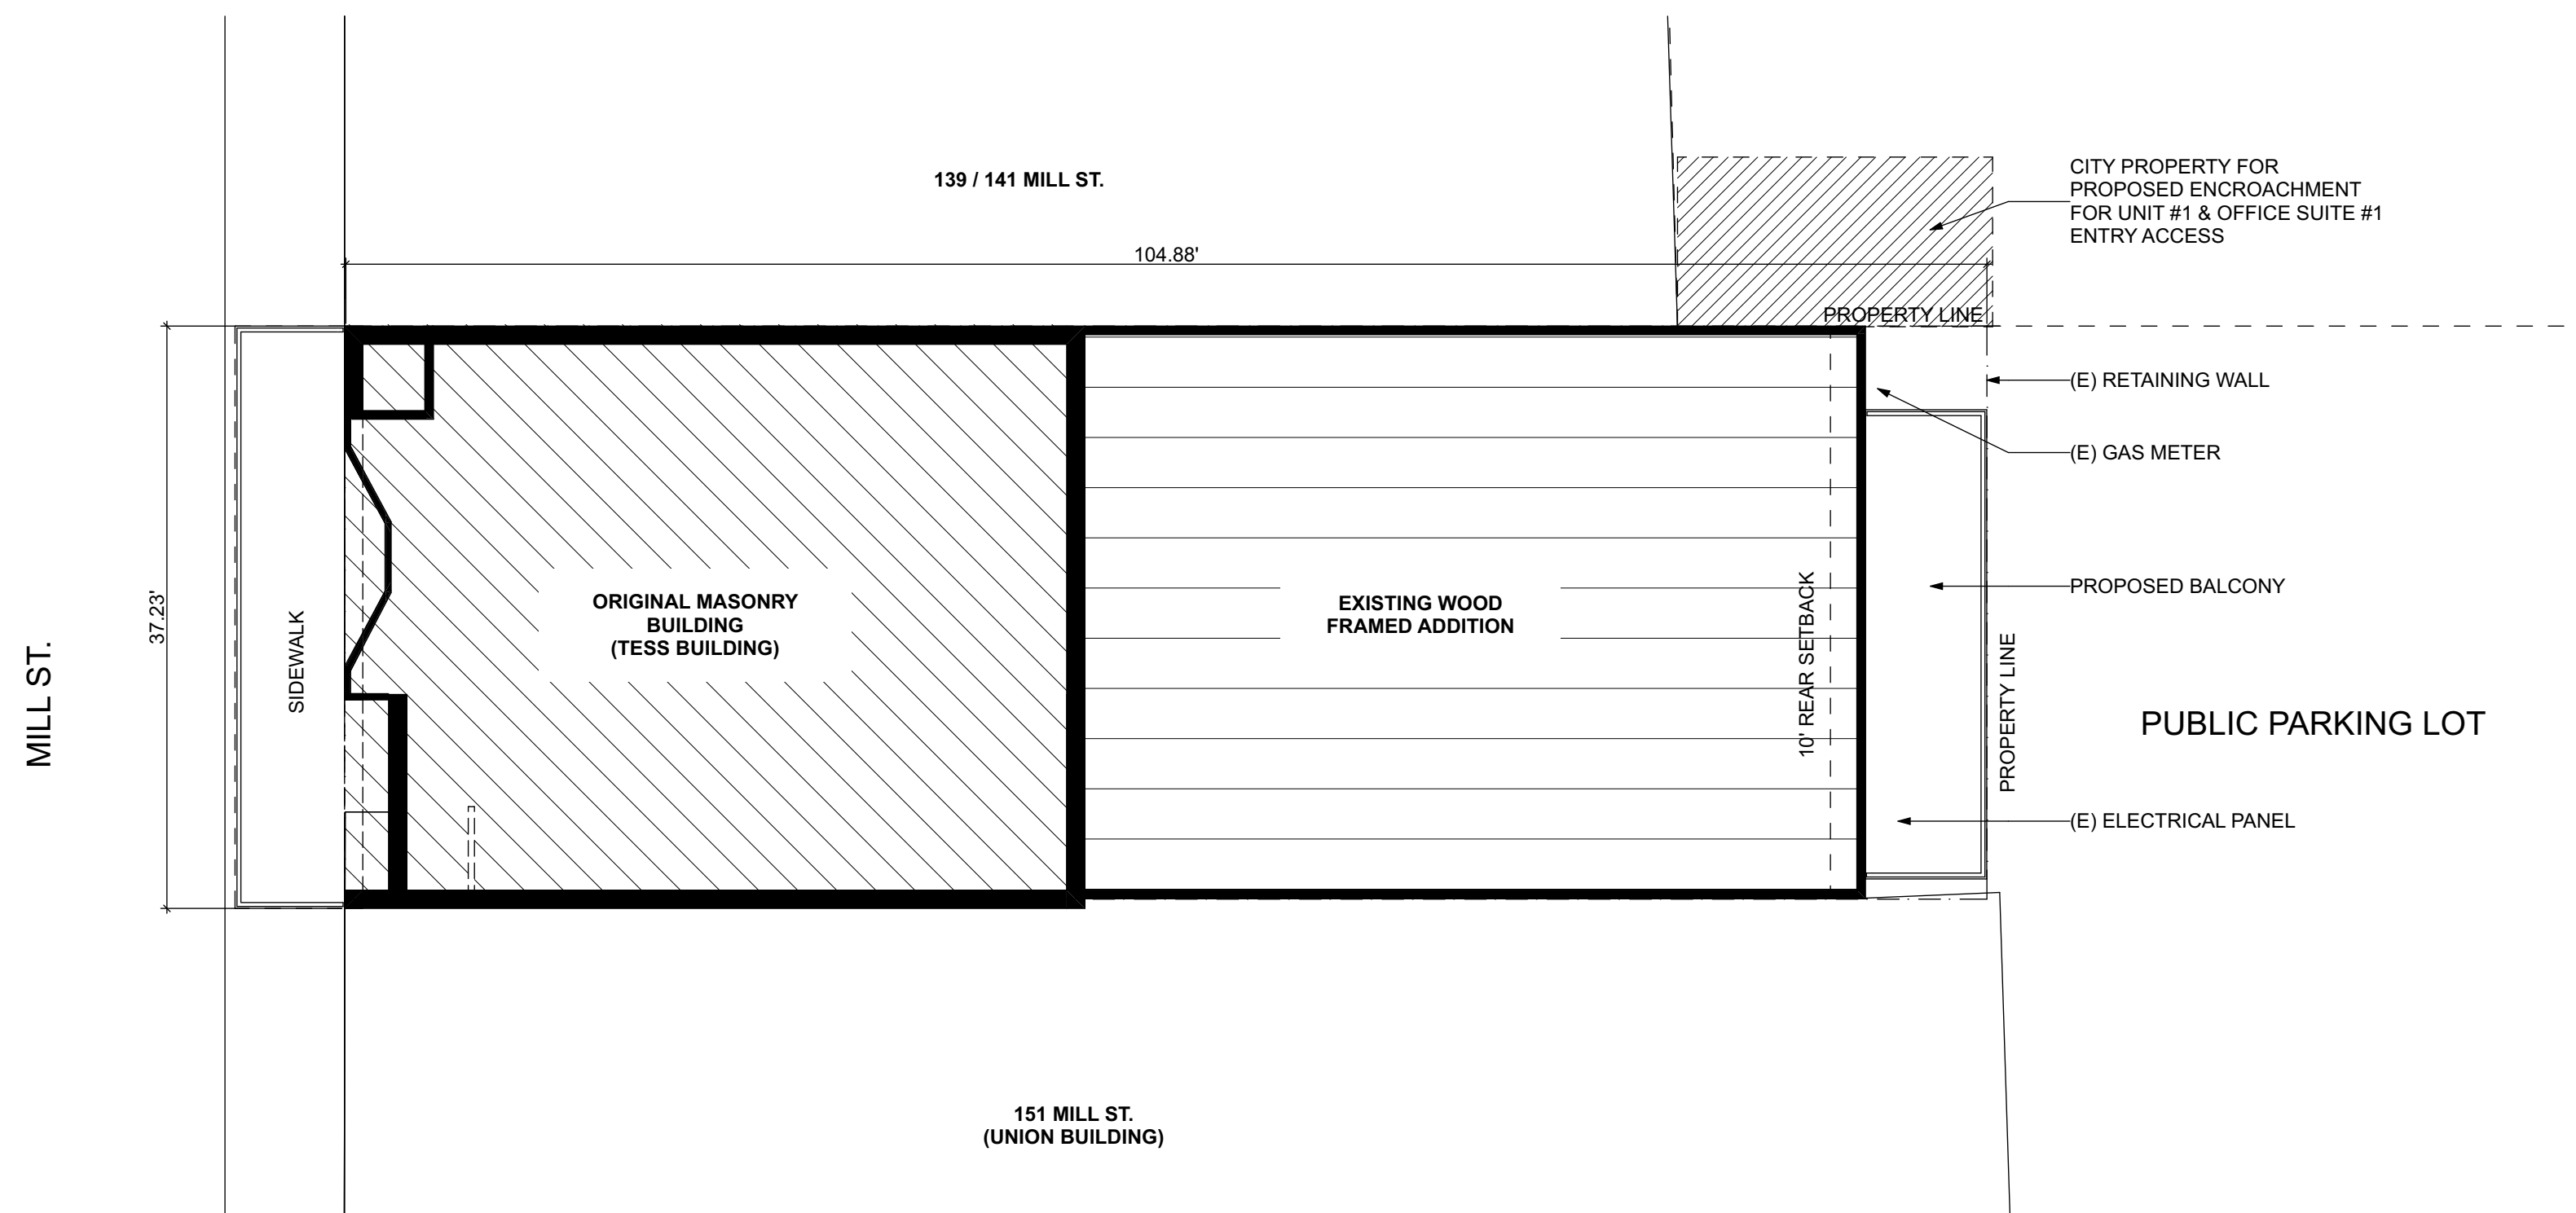 139 / 141 MILL ST.
CITY PROPERTY FOR
PROPOSED ENCROACHMENT
FOR UNIT #1 & OFFICE SUITE #1
ENTRY ACCESS
104.88'
PROPERTY LINE
(E) RETAINING WALL
(E) GAS METER
MILL ST.
37.23'
SIDEWALK
ORIGINAL MASONRY
BUILDING
(TESS BUILDING)
EXISTING WOOD
FRAMED ADDITION
10' REAR SETBACK
PROPOSED BALCONY
PROPERTY LINE
PUBLIC PARKING LOT
(E) ELECTRICAL PANEL
151 MILL ST.
(UNION BUILDING)